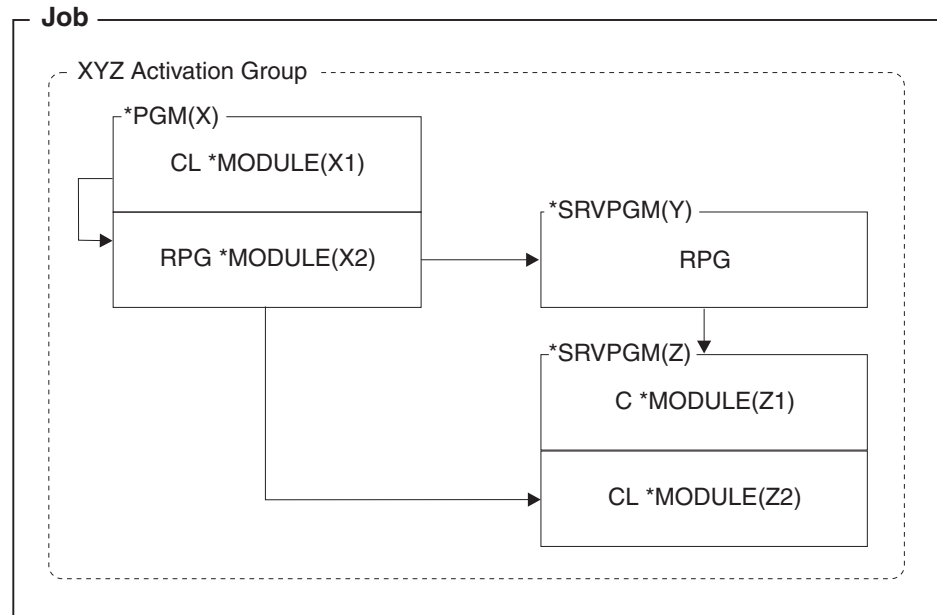 Job
XYZ Activation Group
*PGM(X)
CL *MODULE(X1)
RPG *MODULE(X2)
*SRVPGM(Y)
RPG
*SRVPGM(Z)
C *MODULE(Z1)
CL *MODULE(Z2)